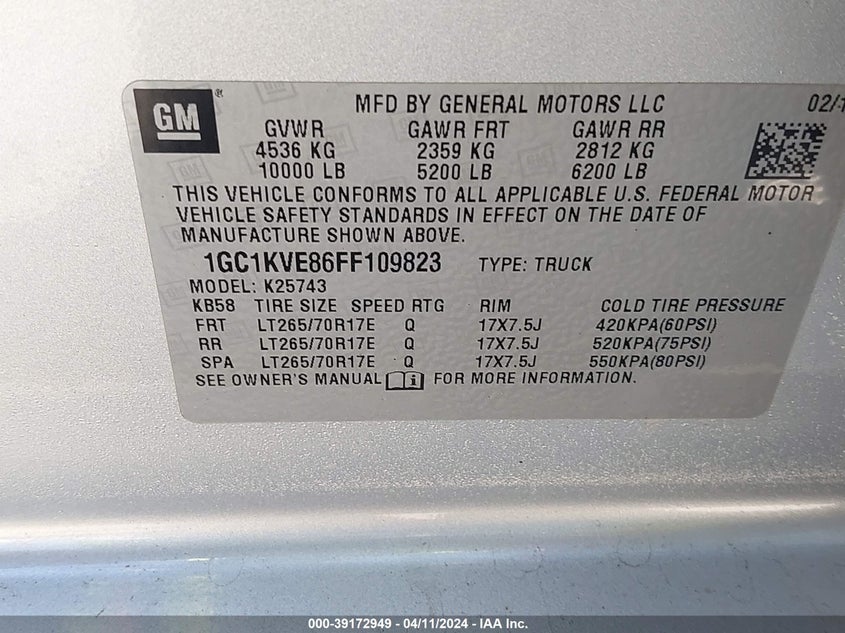 GM ®
MFD BY GENERAL MOTORS LLC 02/1
GVWR GAWR FRT GAWR RR
4536 KG 2359 KG 2812 KG
10000 LB 5200 LB 6200 LB
THIS VEHICLE CONFORMS TO ALL APPLICABLE U.S. FEDERAL MOTOR
VEHICLE SAFETY STANDARDS IN EFFECT ON THE DATE OF
MANUFACTURE SHOWN ABOVE.
1GC1KVE86FF109823 TYPE: TRUCK
MODEL: K25743
KB58 TIRE SIZE SPEED RTG RIM COLD TIRE PRESSURE
FRT LT265/70R17E Q 17X7.5J 420KPA(60PSI)
RR LT265/70R17E Q 17X7.5J 520KPA(75PSI)
SPA LT265/70R17E Q 17X7.5J 550KPA(80PSI)
SEE OWNER'S MANUAL FOR MORE INFORMATION.
000-39172949 - 04/11/2024 - IAA Inc.